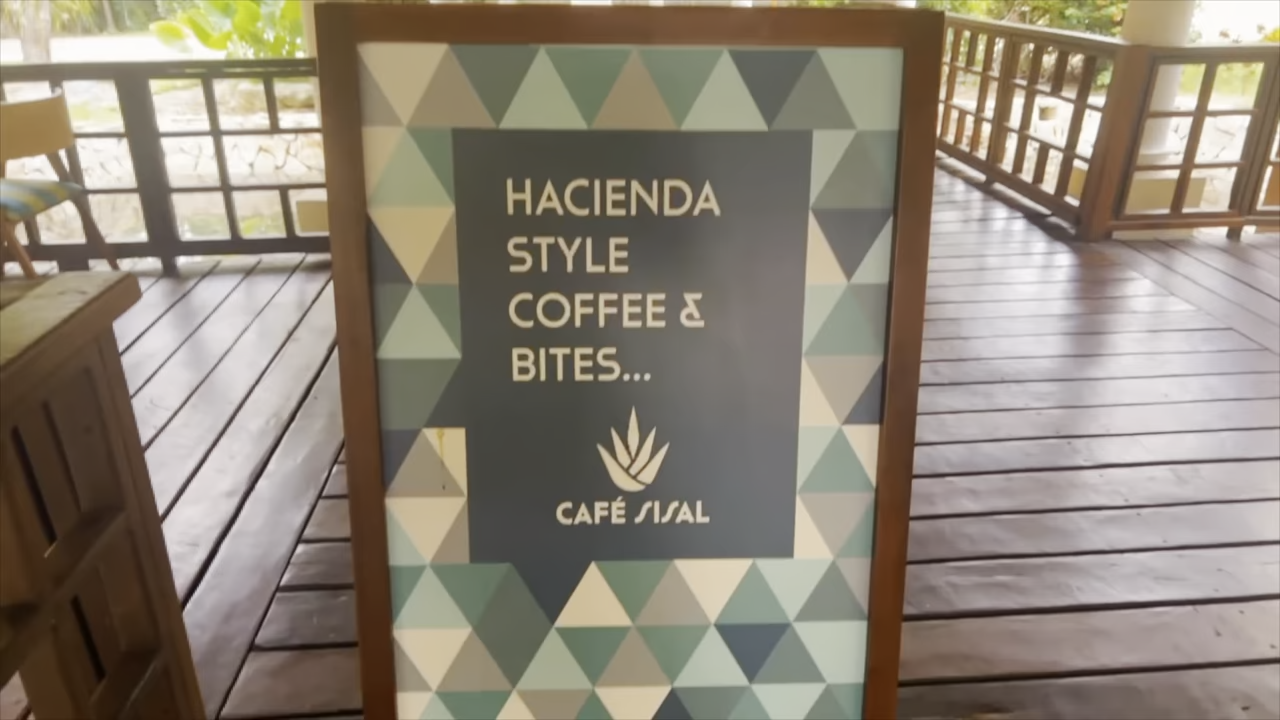 HACIENDA
STYLE
COFFEE &
BITES...
CAFÉ SISAL